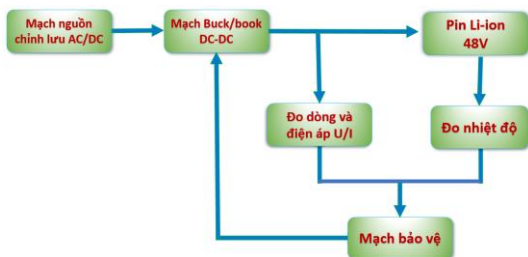 Mạch nguồn
chỉnh lưu AC/DC
Mạch Buck/book
DC-DC
Pin Li-ion
48V
Đo dòng và
điện áp U/I
Đo nhiệt độ
Mạch bảo vệ